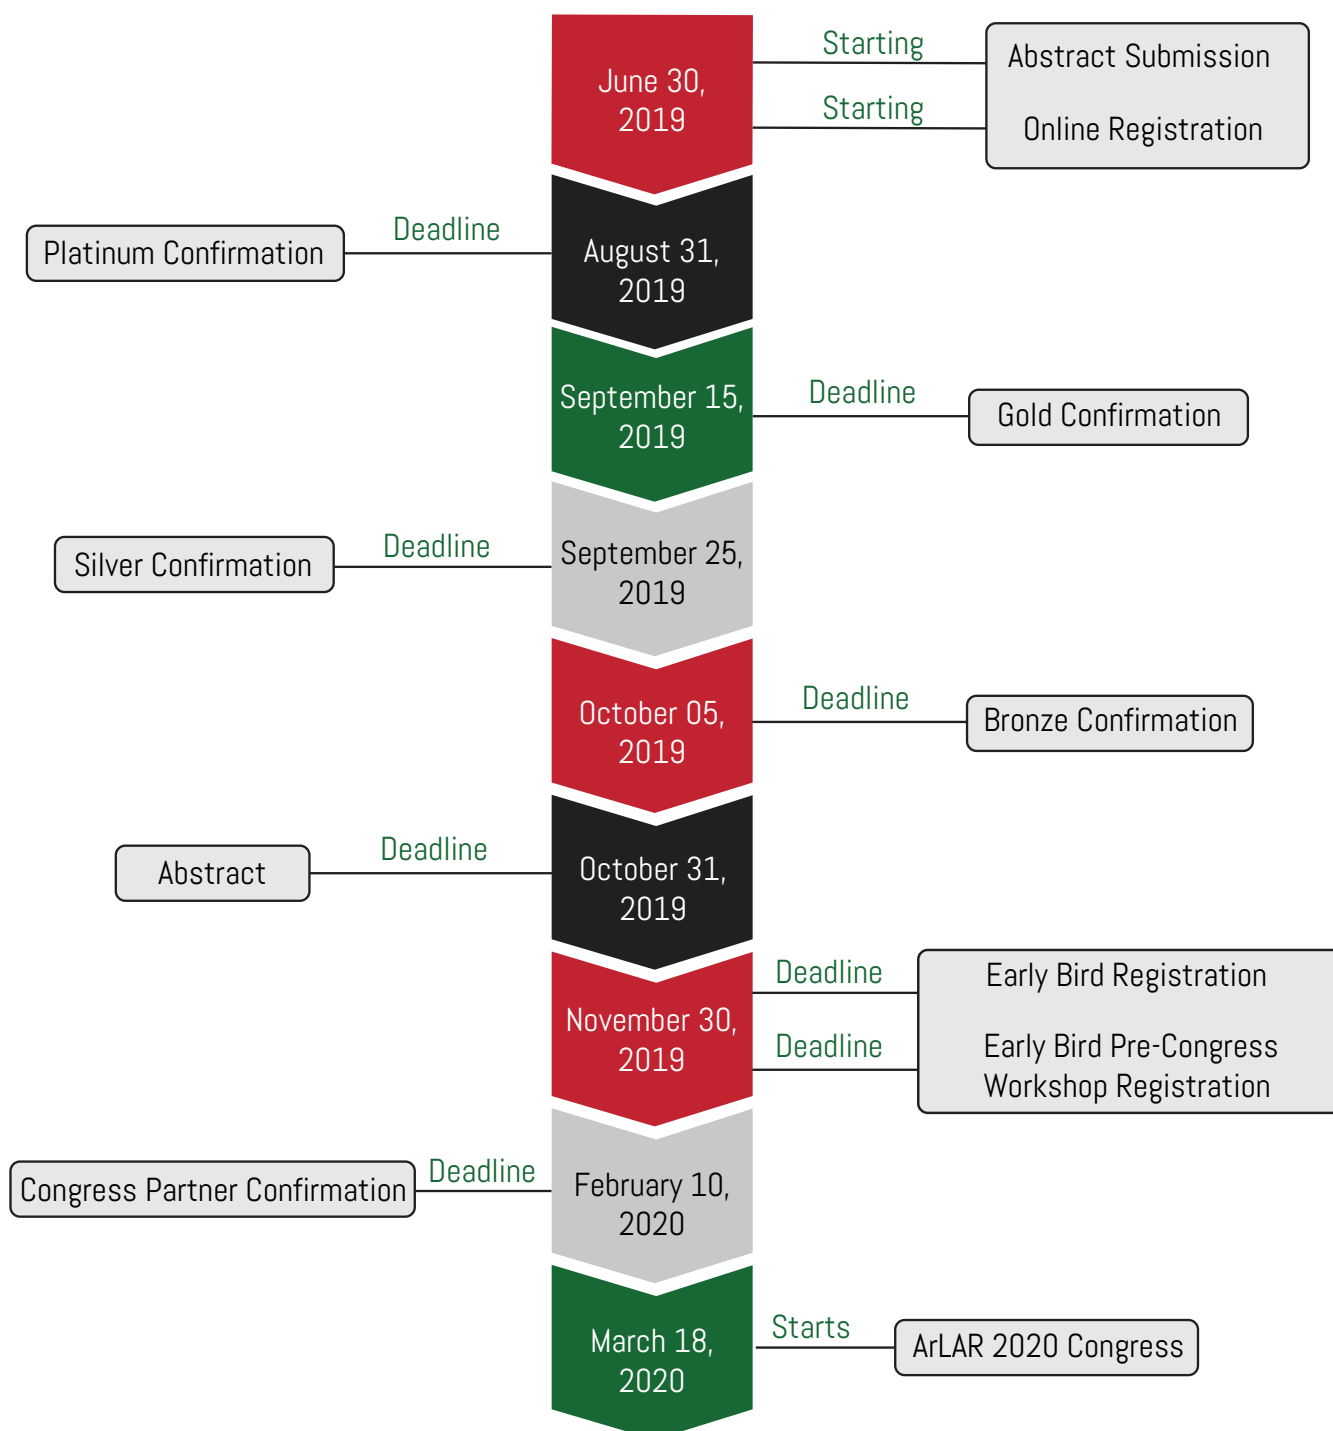 June 30,
2019
Starting
Abstract Submission
Starting
Online Registration
Platinum Confirmation
Deadline
August 31,
2019
September 15,
2019
Deadline
Gold Confirmation
Silver Confirmation
Deadline
September 25,
2019
October 05,
2019
Deadline
Bronze Confirmation
Abstract
Deadline
October 31,
2019
November 30,
2019
Deadline
Early Bird Registration
Deadline
Early Bird Pre-Congress
Workshop Registration
Congress Partner Confirmation
Deadline
February 10,
2020
March 18,
2020
Starts
ArLAR 2020 Congress